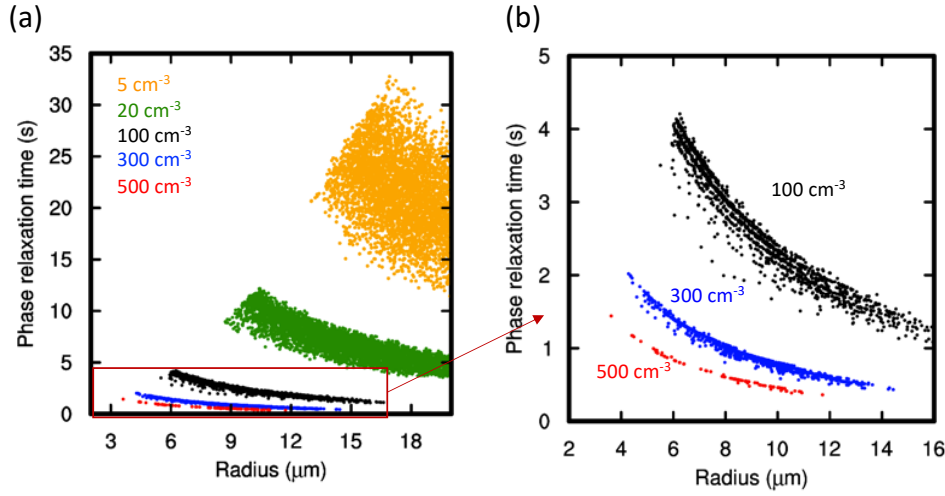 (a)
35
30
25
20
15
10
5
0
Phase relaxation time (s)
5 cm⁻³
20 cm⁻³
100 cm⁻³
300 cm⁻³
500 cm⁻³
3 6 9 12 15 18
Radius (μm)
(b)
5
4
3
2
1
0
Phase relaxation time (s)
100 cm⁻³
300 cm⁻³
500 cm⁻³
2 4 6 8 10 12 14 16
Radius (μm)